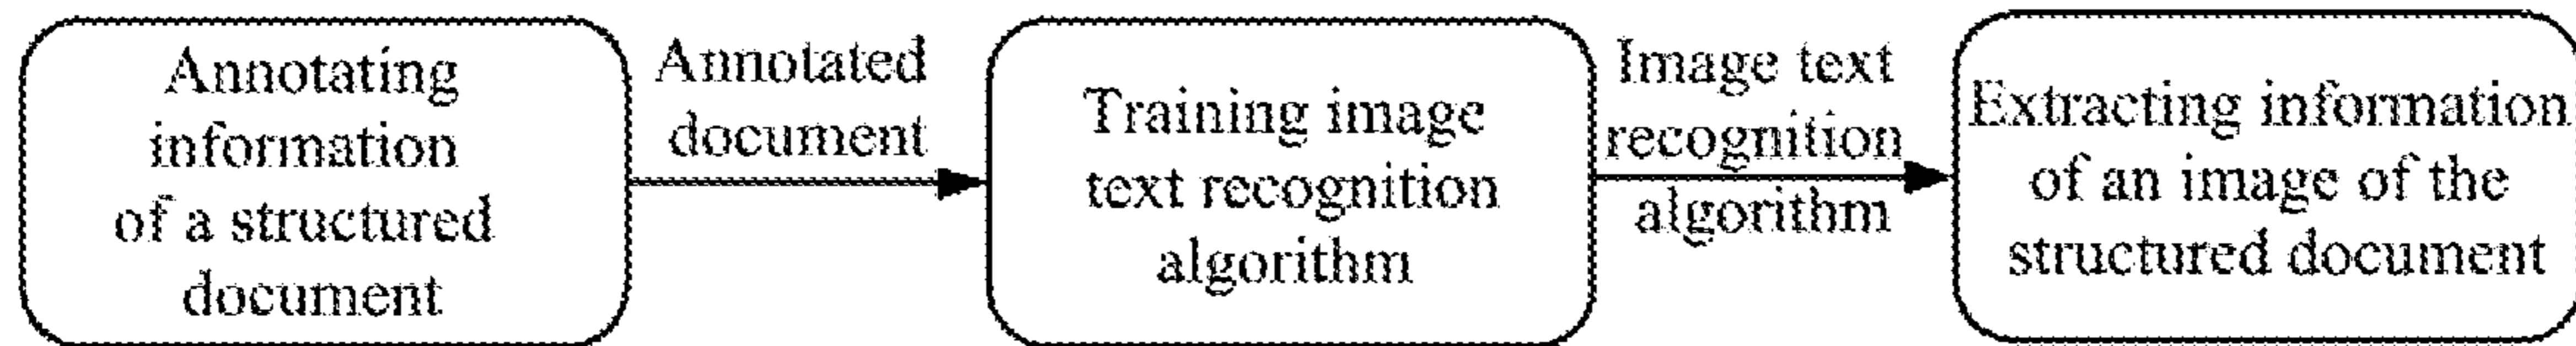 Annotating
information
of a structured
document
Annotated
document
Training image
text recognition
algorithm
Image text
recognition
algorithm
Extracting information
of an image of the
structured document